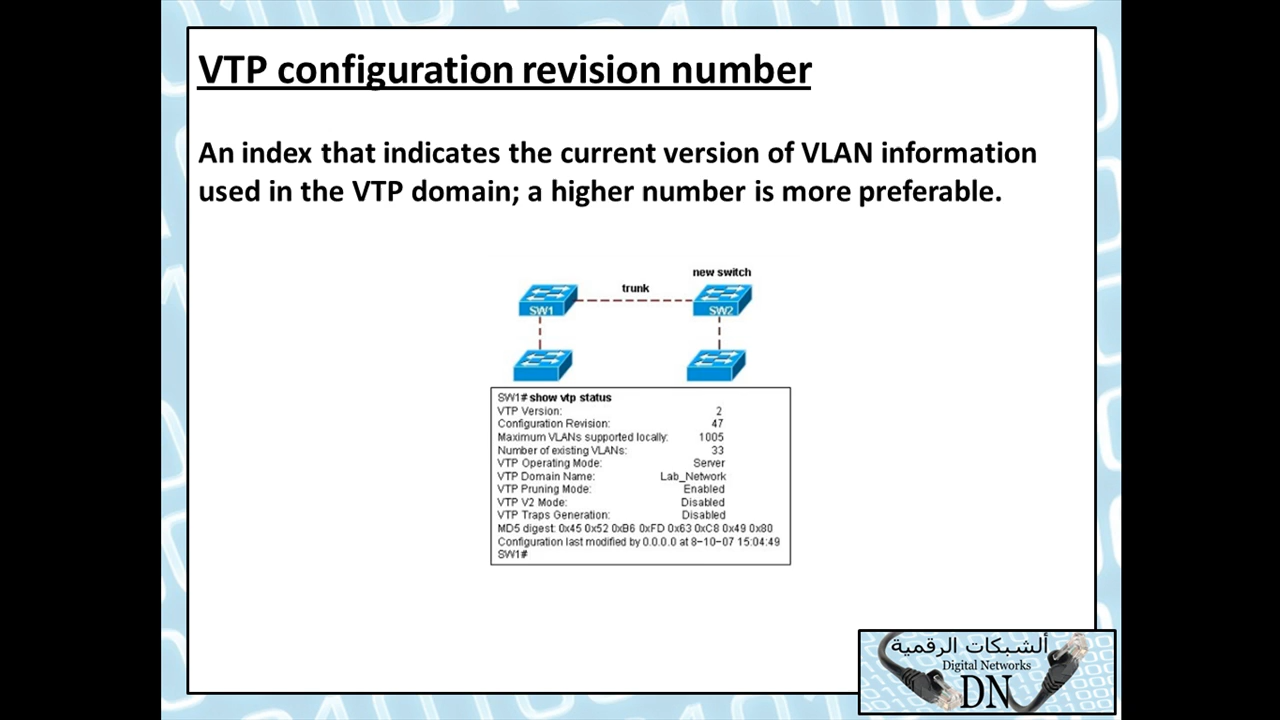 VTP configuration revision number
An index that indicates the current version of VLAN information
used in the VTP domain; a higher number is more preferable.
new switch
trunk
SW1
SW2
SW1# show vtp status
VTP Version: 2
Configuration Revision: 47
Maximum VLANs supported locally: 1005
Number of existing VLANs: 33
VTP Operating Mode: Server
VTP Domain Name: Lab_Network
VTP Pruning Mode: Enabled
VTP V2 Mode: Disabled
VTP Traps Generation: Disabled
MD5 digest: 0x45 0x52 0xB6 0xFD 0x63 0xC8 0x49 0x80
Configuration last modified by 0.0.0.0 at 8-10-07 15:04:49
SW1#
ألشبكات الرقمية
Digital Networks
DN